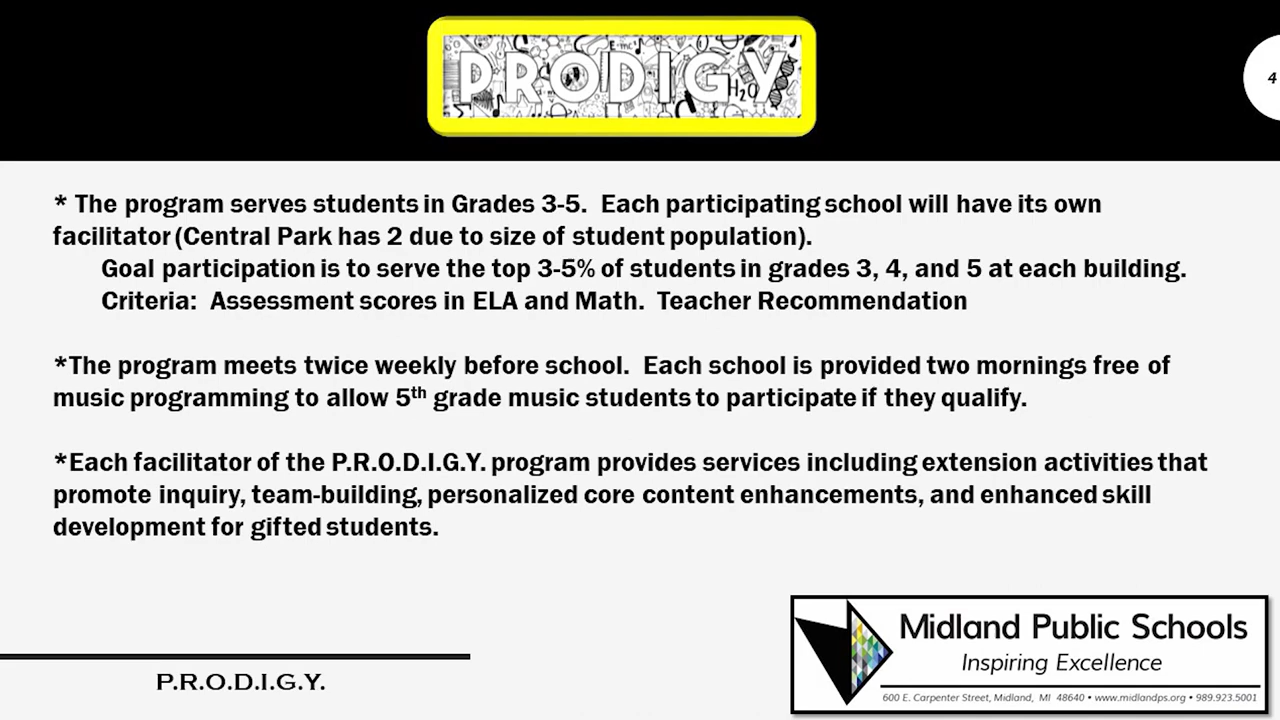 PRODIGY
E=mc²
H₂O
4
* The program serves students in Grades 3-5. Each participating school will have its own
facilitator (Central Park has 2 due to size of student population).
Goal participation is to serve the top 3-5% of students in grades 3, 4, and 5 at each building.
Criteria: Assessment scores in ELA and Math. Teacher Recommendation
*The program meets twice weekly before school. Each school is provided two mornings free of
music programming to allow 5th grade music students to participate if they qualify.
*Each facilitator of the P.R.O.D.I.G.Y. program provides services including extension activities that
promote inquiry, team-building, personalized core content enhancements, and enhanced skill
development for gifted students.
Midland Public Schools
Inspiring Excellence
600 E. Carpenter Street, Midland, MI 48640 • www.midlandps.org • 989.923.5001
P.R.O.D.I.G.Y.